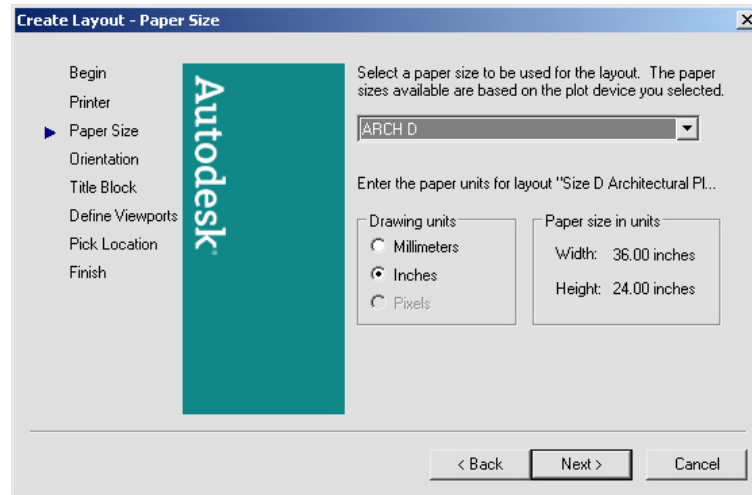 Create Layout - Paper Size
Begin
Printer
Paper Size
Orientation
Title Block
Define Viewports
Pick Location
Finish
Autodesk
Select a paper size to be used for the layout. The paper
sizes available are based on the plot device you selected.
ARCH D
Enter the paper units for layout "Size D Architectural Pl...
Drawing units
Millimeters
Inches
Pixels
Paper size in units
Width: 36.00 inches
Height: 24.00 inches
< Back
Next >
Cancel